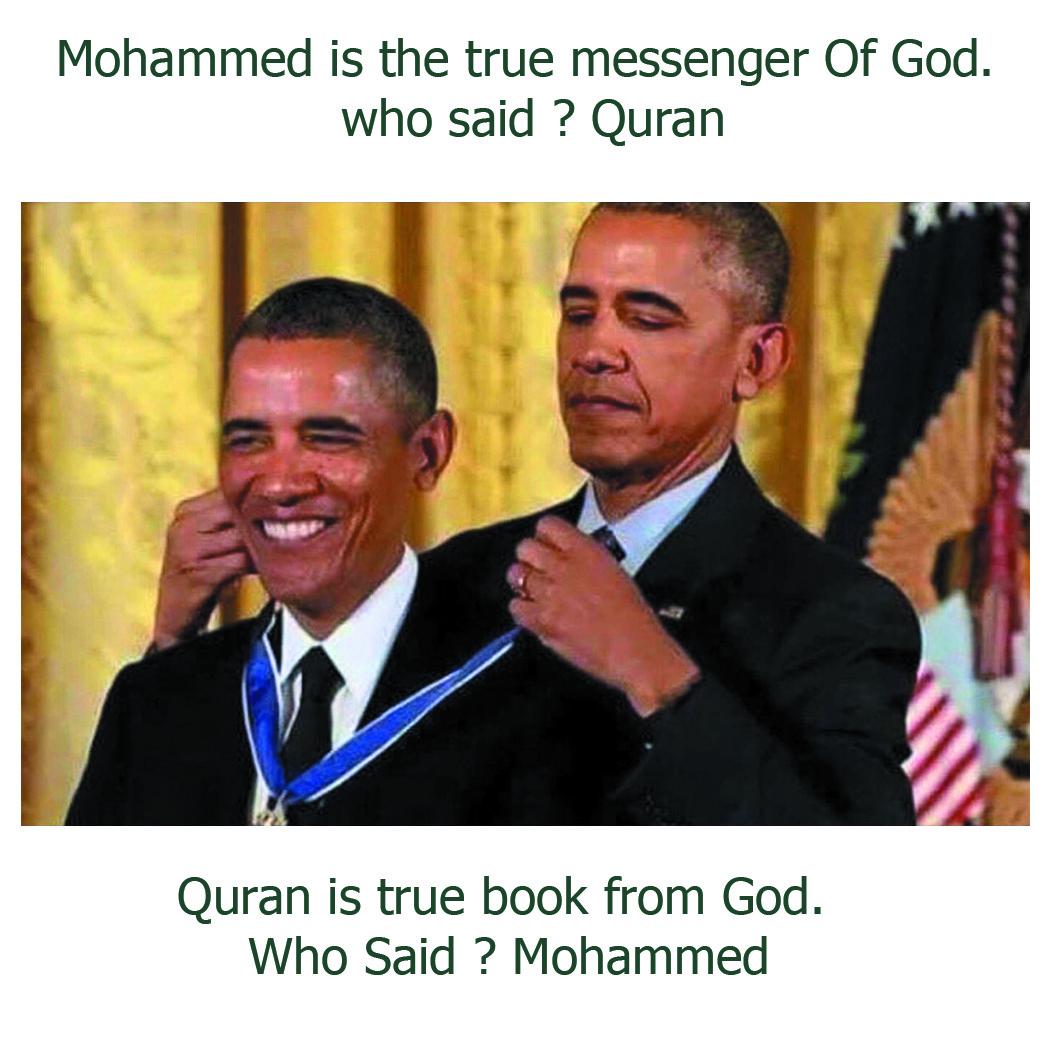 Mohammed is the true messenger Of God.
who said ? Quran
Quran is true book from God.
Who Said ? Mohammed